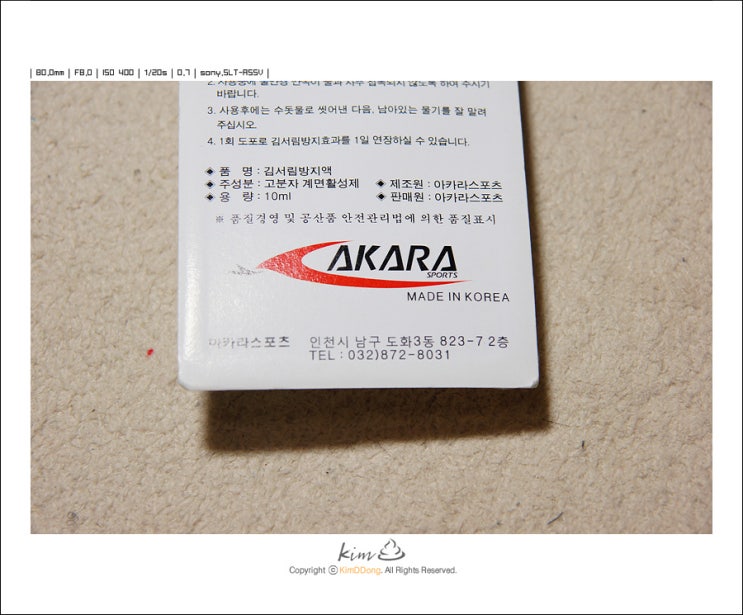 | 80.0mm | F8.0 | ISO 400 | 1/20s | 0.7 | sony,SLT-A55V |
바랍니다.
3. 사용후에는 수돗물로 씻어낸 다음, 남아있는 물기를 잘 말려
주십시오.
4. 1회 도포로 김서림방지효과를 1일 연장하실 수 있습니다.
◈ 품 명 : 김서림방지액
◈ 주성분 : 고분자 계면활성제 ◈ 제조원 : 아카라스포츠
◈ 용 량 : 10ml ◈ 판매원 : 아카라스포츠
※ 품질경영 및 공산품 안전관리법에 의한 품질표시
AKARA
SPORTS
MADE IN KOREA
아카라스포츠 인천시 남구 도화3동 823-7 2층
TEL : 032)872-8031
kim
Copyright ⓒ KimDDong. All Rights Reserved.